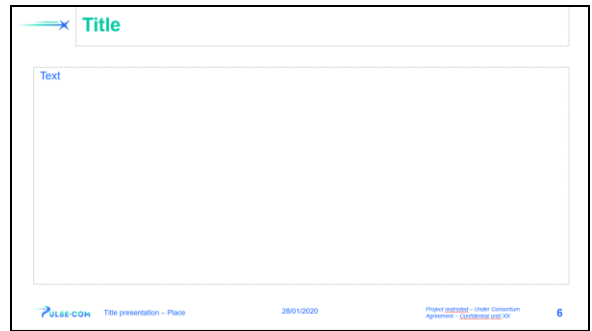 Title
Text
PULSE-COM
Title presentation – Place
28/01/2020
Project restricted – Under Consortium
Agreement – Confidential until XX
6